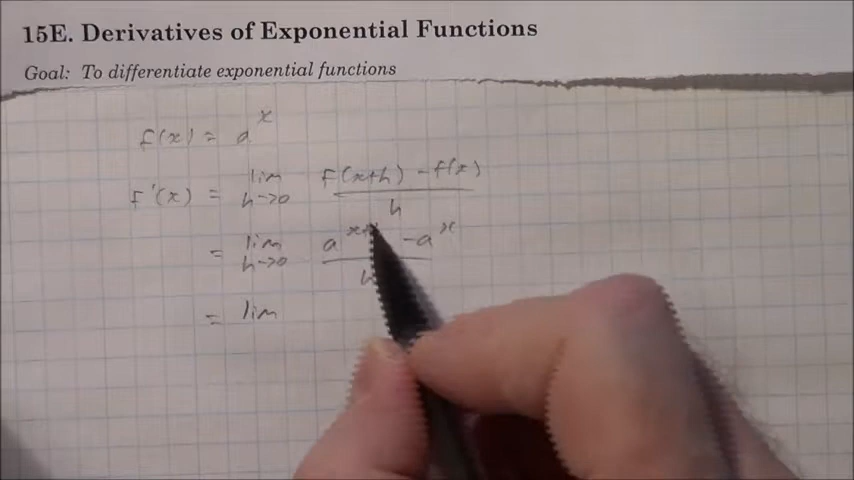 15E. Derivatives of Exponential Functions
Goal: To differentiate exponential functions
f(x) = a^x
f'(x) = lim h→0 f(x+h) - f(x) / h
= lim h→0 a^x+ - a^x / h
= lim